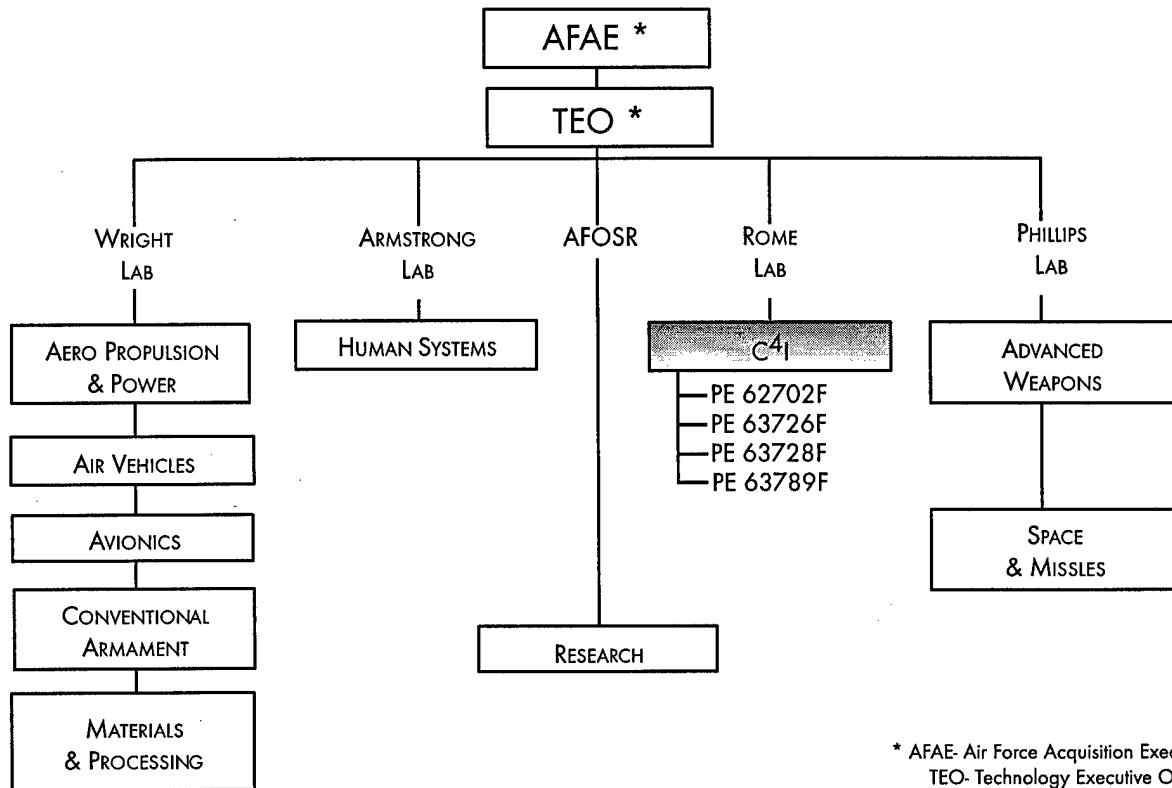 AFAE *
TEO *
WRIGHT
LAB
ARMSTRONG
LAB
AFOSR
ROME
LAB
PHILLIPS
LAB
AERO PROPULSION
& POWER
AIR VEHICLES
AVIONICS
CONVENTIONAL
ARMAMENT
MATERIALS
& PROCESSING
HUMAN SYSTEMS
RESEARCH
C⁴I
PE 62702F
PE 63726F
PE 63728F
PE 63789F
ADVANCED
WEAPONS
SPACE
& MISSLES
* AFAE- Air Force Acquisition
TEO- Technology Executive